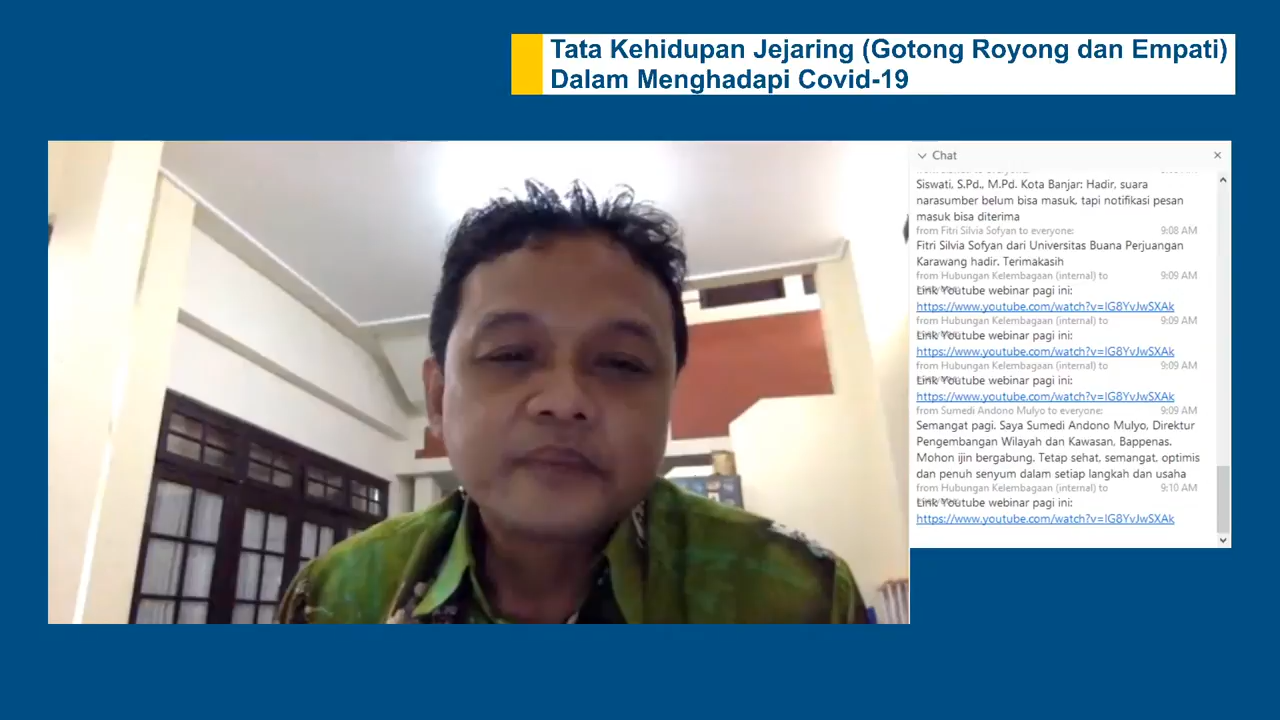 Tata Kehidupan Jejaring (Gotong Royong dan Empati)
Dalam Menghadapi Covid-19
Chat
Siswati, S.Pd., M.Pd. Kota Banjar: Hadir, suara
narasumber belum bisa masuk, tapi notifikasi pesan
masuk bisa diterima
from Fitri Silvia Sofyan to everyone: 9:08 AM
Fitri Silvia Sofyan dari Universitas Buana Perjuangan
Karawang hadir. Terimakasih
from Hubungan Kelembagaan (internal) to 9:09 AM
Link Youtube webinar pagi ini:
https://www.youtube.com/watch?v=IG8YvJwSXAk
from Hubungan Kelembagaan (internal) to 9:09 AM
Link Youtube webinar pagi ini:
https://www.youtube.com/watch?v=IG8YvJwSXAk
from Hubungan Kelembagaan (internal) to 9:09 AM
Link Youtube webinar pagi ini:
https://www.youtube.com/watch?v=IG8YvJwSXAk
from Sumedi Andono Mulyo to everyone: 9:09 AM
Semangat pagi. Saya Sumedi Andono Mulyo, Direktur
Pengembangan Wilayah dan Kawasan, Bappenas.
Mohon ijin bergabung. Tetap sehat, semangat, optimis
dan penuh senyum dalam setiap langkah dan usaha
from Hubungan Kelembagaan (internal) to 9:10 AM
Link Youtube webinar pagi ini:
https://www.youtube.com/watch?v=IG8YvJwSXAk